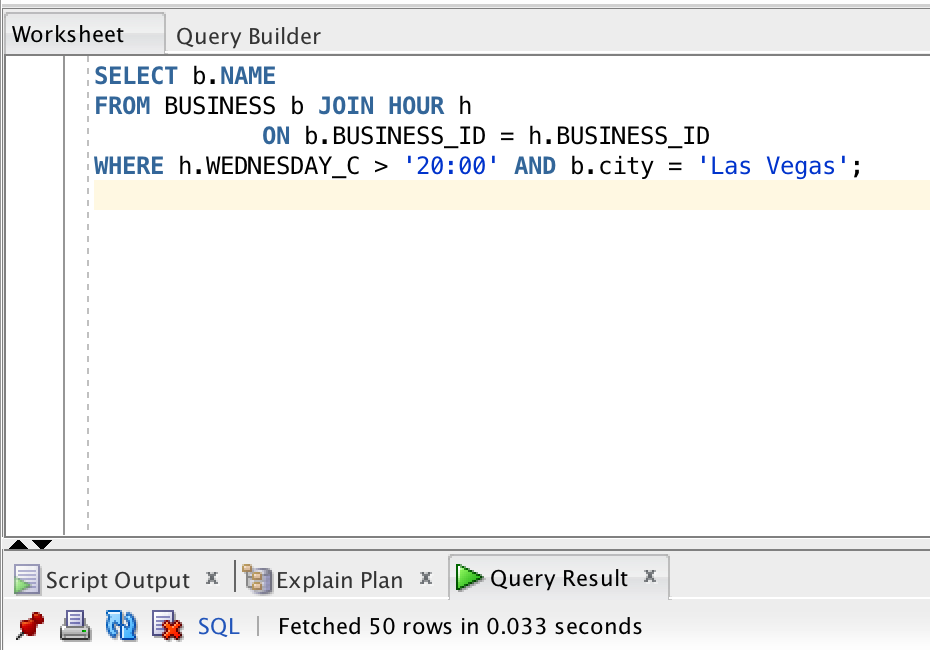 Worksheet Query Builder
SELECT b.NAME
FROM BUSINESS b JOIN HOUR h
ON b.BUSINESS_ID = h.BUSINESS_ID
WHERE h.WEDNESDAY_C > '20:00' AND b.city = 'Las Vegas';
Script Output x Explain Plan x Query Result x
SQL | Fetched 50 rows in 0.033 seconds